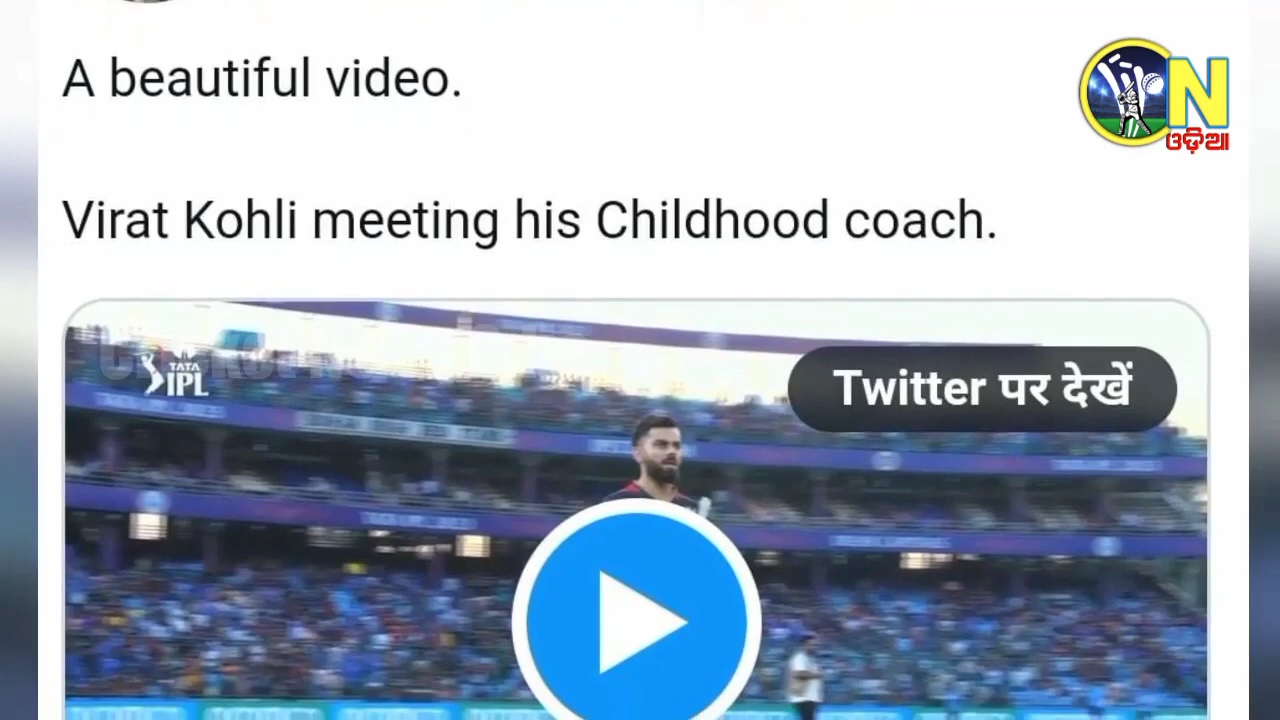 A beautiful video.
N
ଓଡ଼ିଆ
Virat Kohli meeting his Childhood coach.
TATA
IPL
Twitter पर देखें